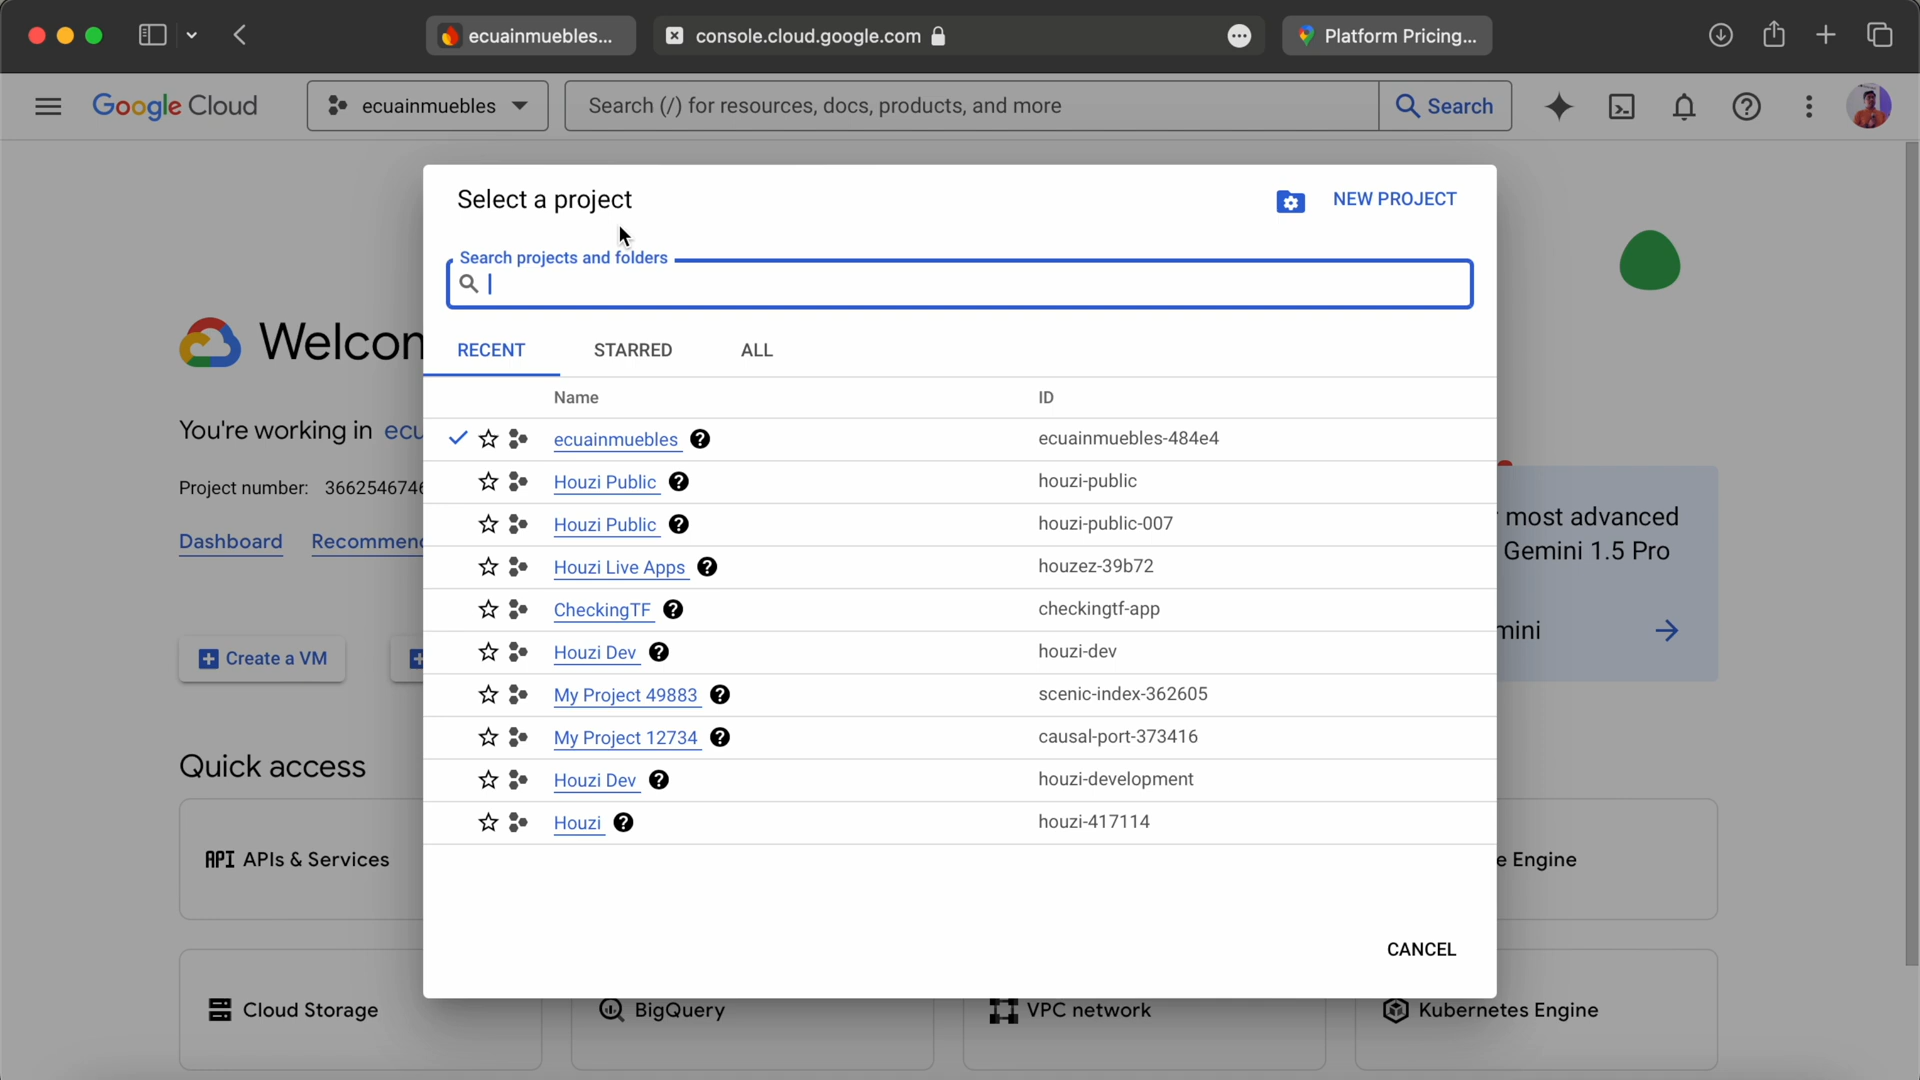 ecuainmuebles...
console.cloud.google.com
Platform Pricing...
Google Cloud
ecuainmuebles
Search (/) for resources, docs, products, and more
Search
Select a project
NEW PROJECT
Search projects and folders
RECENT
STARRED
ALL
Name ID
ecuainmuebles ecuainmuebles-484e4
Houzi Public houzi-public
Houzi Public houzi-public-007
Houzi Live Apps houzez-39b72
CheckingTF checkingtf-app
Houzi Dev houzi-dev
My Project 49883 scenic-index-362605
My Project 12734 causal-port-373416
Houzi Dev houzi-development
Houzi houzi-417114
CANCEL
Welcom
You're working in ecu
Project number: 3662546746
Dashboard Recommend
most advanced
Gemini 1.5 Pro
mini
Create a VM
Quick access
API APIs & Services
e Engine
Cloud Storage
BigQuery
VPC network
Kubernetes Engine